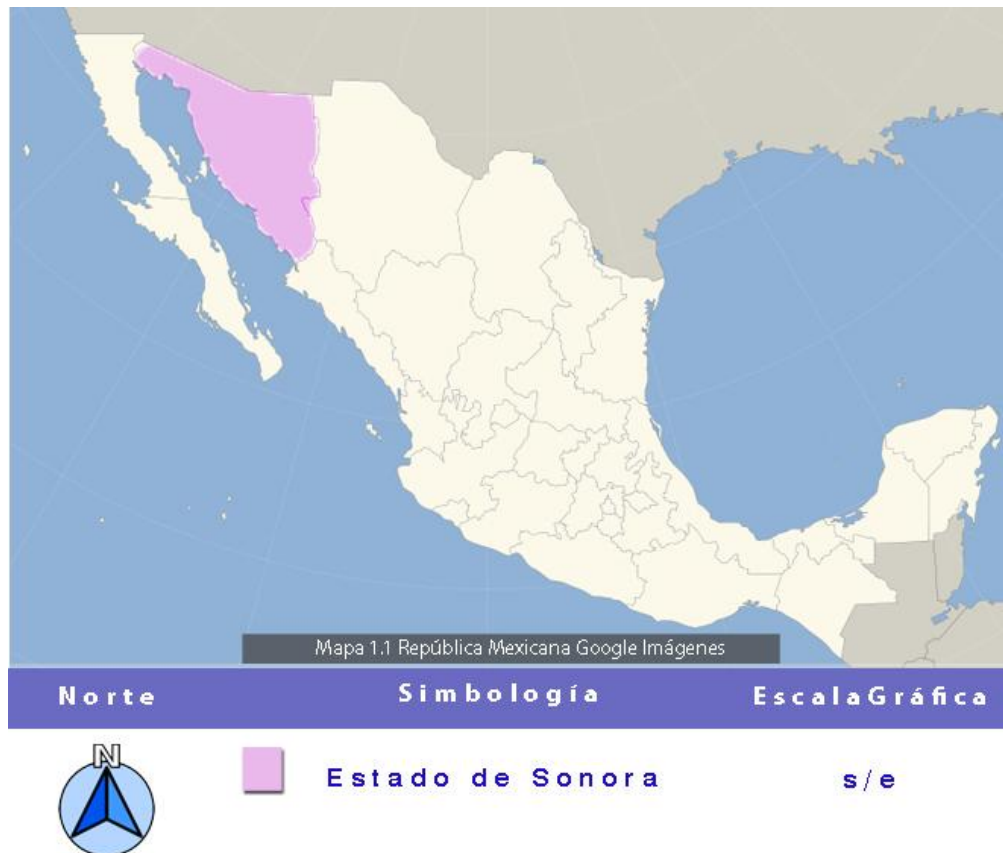 Mapa 1.1 República Mexicana Google Imágenes
Norte Simbología EscalaGráfica
N
Estado de Sonora s/e